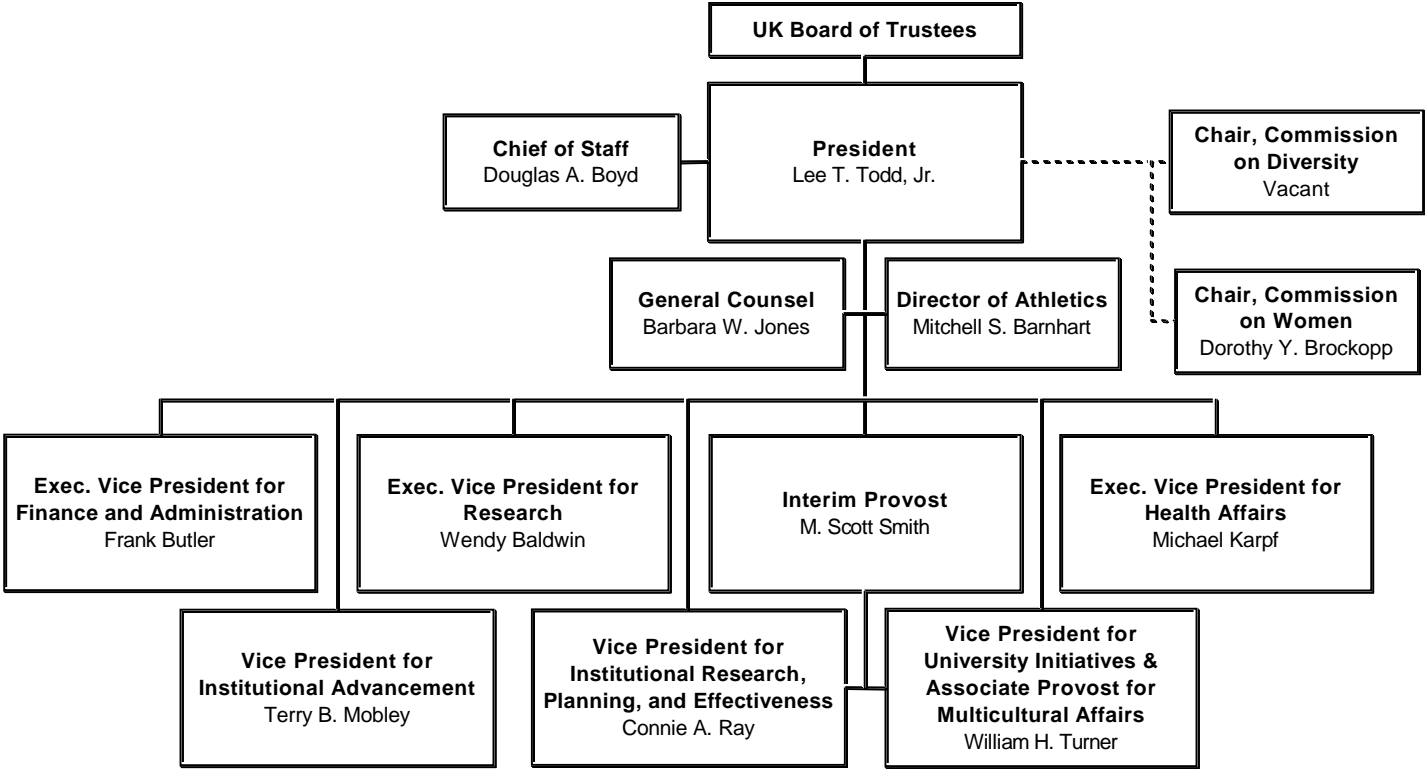 UK Board of Trustees
Chief of Staff
Douglas A. Boyd
President
Lee T. Todd, Jr.
Chair, Commission
on Diversity
Vacant
General Counsel
Barbara W. Jones
Director of Athletics
Mitchell S. Barnhart
Chair, Commission
on Women
Dorothy Y. Brockopp
Exec. Vice President for
Finance and Administration
Frank Butler
Exec. Vice President for
Research
Wendy Baldwin
Interim Provost
M. Scott Smith
Exec. Vice President for
Health Affairs
Michael Karpf
Vice President for
Institutional Advancement
Terry B. Mobley
Vice President for
Institutional Research,
Planning, and Effectiveness
Connie A. Ray
Vice President for
University Initiatives &
Associate Provost for
Multicultural Affairs
William H. Turner